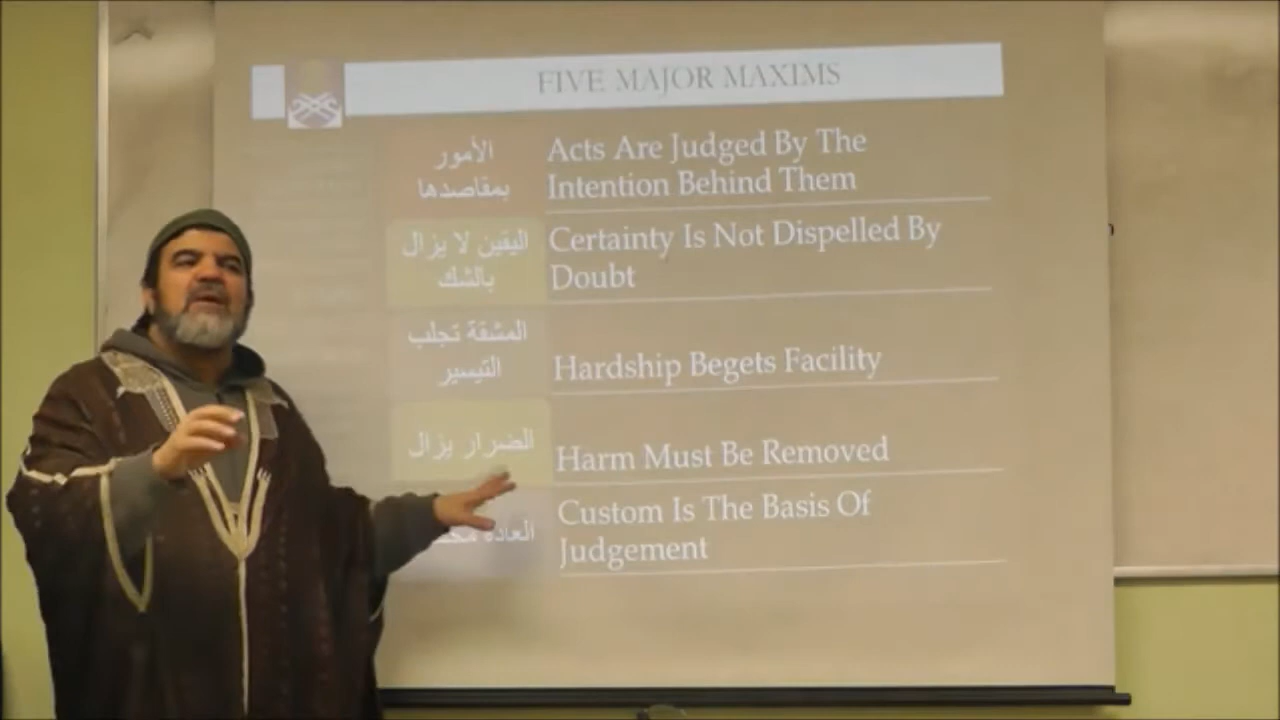 FIVE MAJOR MAXIMS
الأمور
بمقاصدها
Acts Are Judged By The
Intention Behind Them
اليقين لا يزال
بالشك
Certainty Is Not Dispelled By
Doubt
المشقة تجلب
التيسير
Hardship Begets Facility
الضرار يزال
Harm Must Be Removed
العادة
Custom Is The Basis Of
Judgement